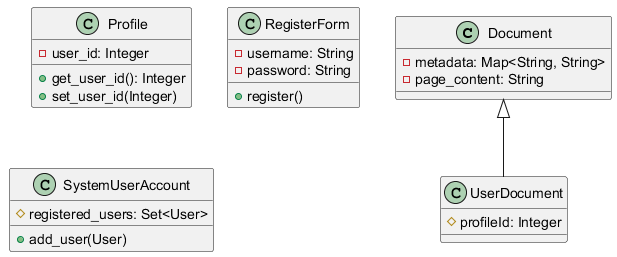 C Profile
user_id: Integer
get_user_id(): Integer
set_user_id(Integer)
C RegisterForm
username: String
password: String
register()
C Document
metadata: Map<String, String>
page_content: String
C SystemUserAccount
registered_users: Set<User>
add_user(User)
C UserDocument
profileId: Integer